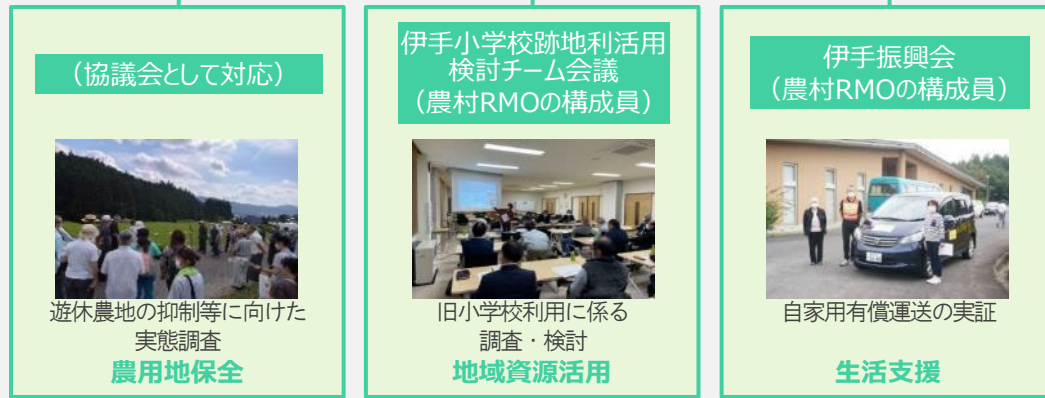 （協議会として対応）
遊休農地の抑制等に向けた
実態調査
農用地保全
伊手小学校跡地利活用
検討チーム会議
（農村RMOの構成員）
旧小学校利用に係る
調査・検討
地域資源活用
伊手振興会
（農村RMOの構成員）
自家用有償運送の実証
生活支援